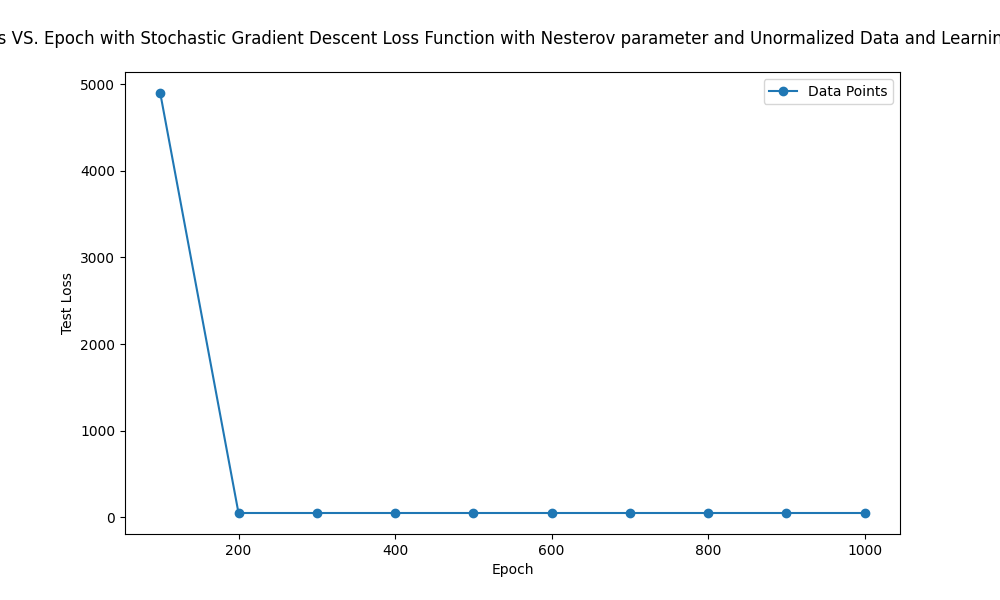 s VS. Epoch with Stochastic Gradient Descent Loss Function with Nesterov parameter and Unormalized Data and Learnin
Data Points
5000
4000
3000
2000
1000
0
Test Loss
200 400 600 800 1000
Epoch